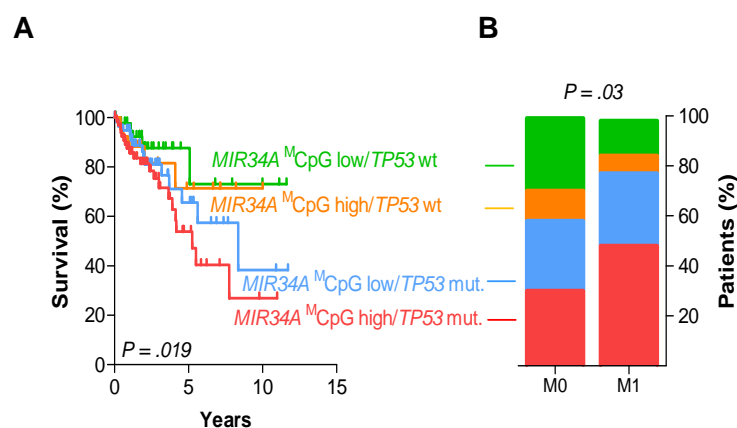 A
B
P = .03
Survival (%)
100
80
60
40
20
0
P = .019
0
5
10
15
Years
MIR34A ᴹCpG low/TP53 wt
MIR34A ᴹCpG high/TP53 wt
MIR34A ᴹCpG low/TP53 mut.
MIR34A ᴹCpG high/TP53 mut.
100
80
60
40
20
Patients (%)
M0
M1